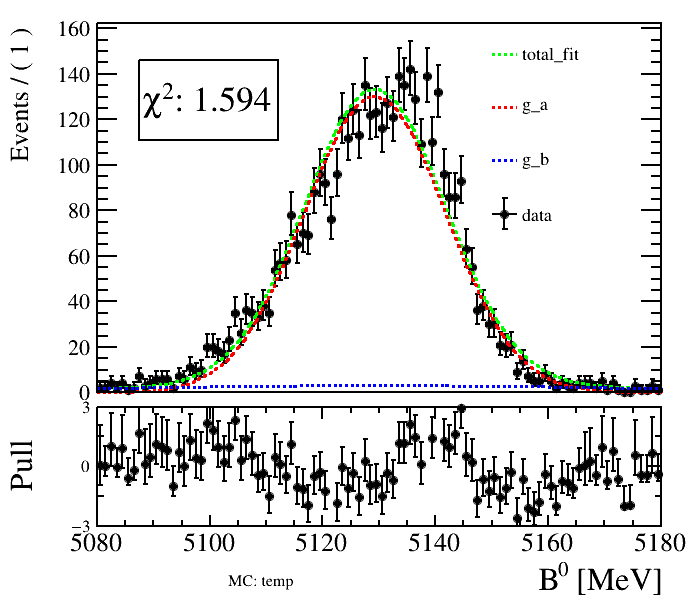 160
140
120
100
80
60
40
20
0
Events / ( 1 )
χ²: 1.594
total_fit
g_a
g_b
data
3
0
−3
Pull
5080 5100 5120 5140 5160 5180
MC: temp
B⁰ [MeV]